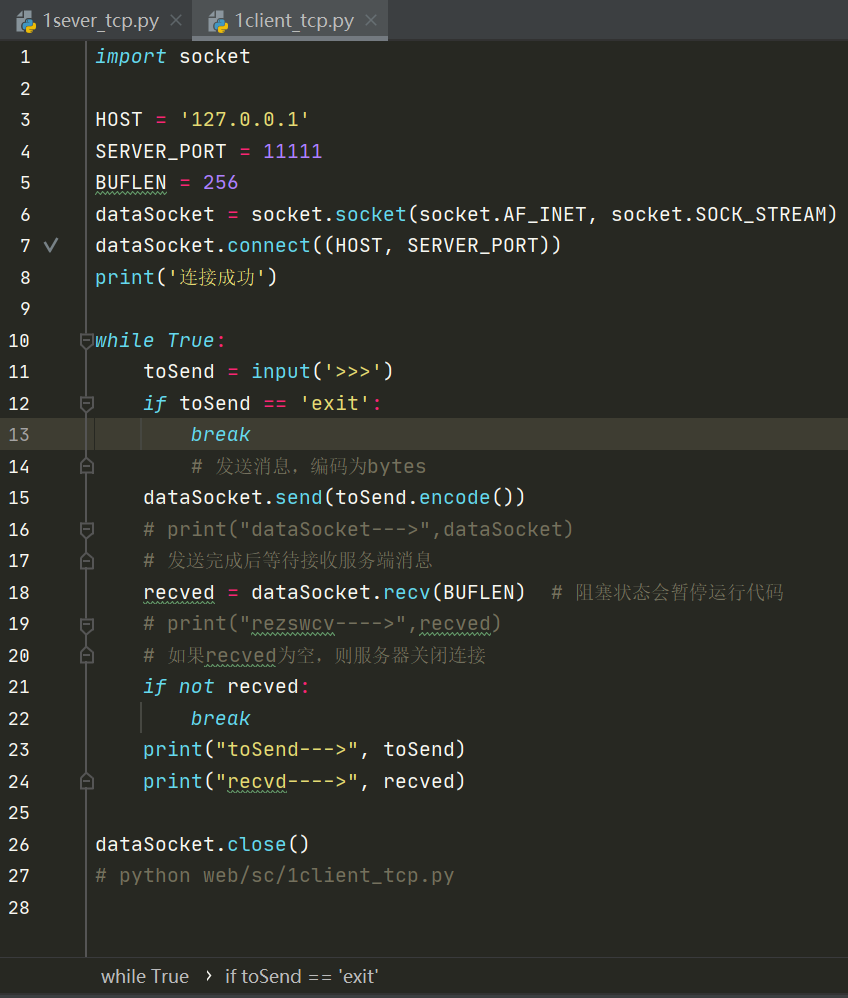 1sever_tcp.py 1client_tcp.py
1 import socket
2
3 HOST = '127.0.0.1'
4 SERVER_PORT = 11111
5 BUFLEN = 256
6 dataSocket = socket.socket(socket.AF_INET, socket.SOCK_STREAM)
7 dataSocket.connect((HOST, SERVER_PORT))
8 print('连接成功')
9
10 while True:
11 toSend = input('>>>')
12 if toSend == 'exit':
13 break
14 # 发送消息，编码为bytes
15 dataSocket.send(toSend.encode())
16 # print("dataSocket--->",dataSocket)
17 # 发送完成后等待接收服务端消息
18 recved = dataSocket.recv(BUFLEN) # 阻塞状态会暂停运行代码
19 # print("rezswcv---->",recved)
20 # 如果recved为空，则服务器关闭连接
21 if not recved:
22 break
23 print("toSend--->", toSend)
24 print("recvd---->", recved)
25
26 dataSocket.close()
27 # python web/sc/1client_tcp.py
28
while True › if toSend == 'exit'